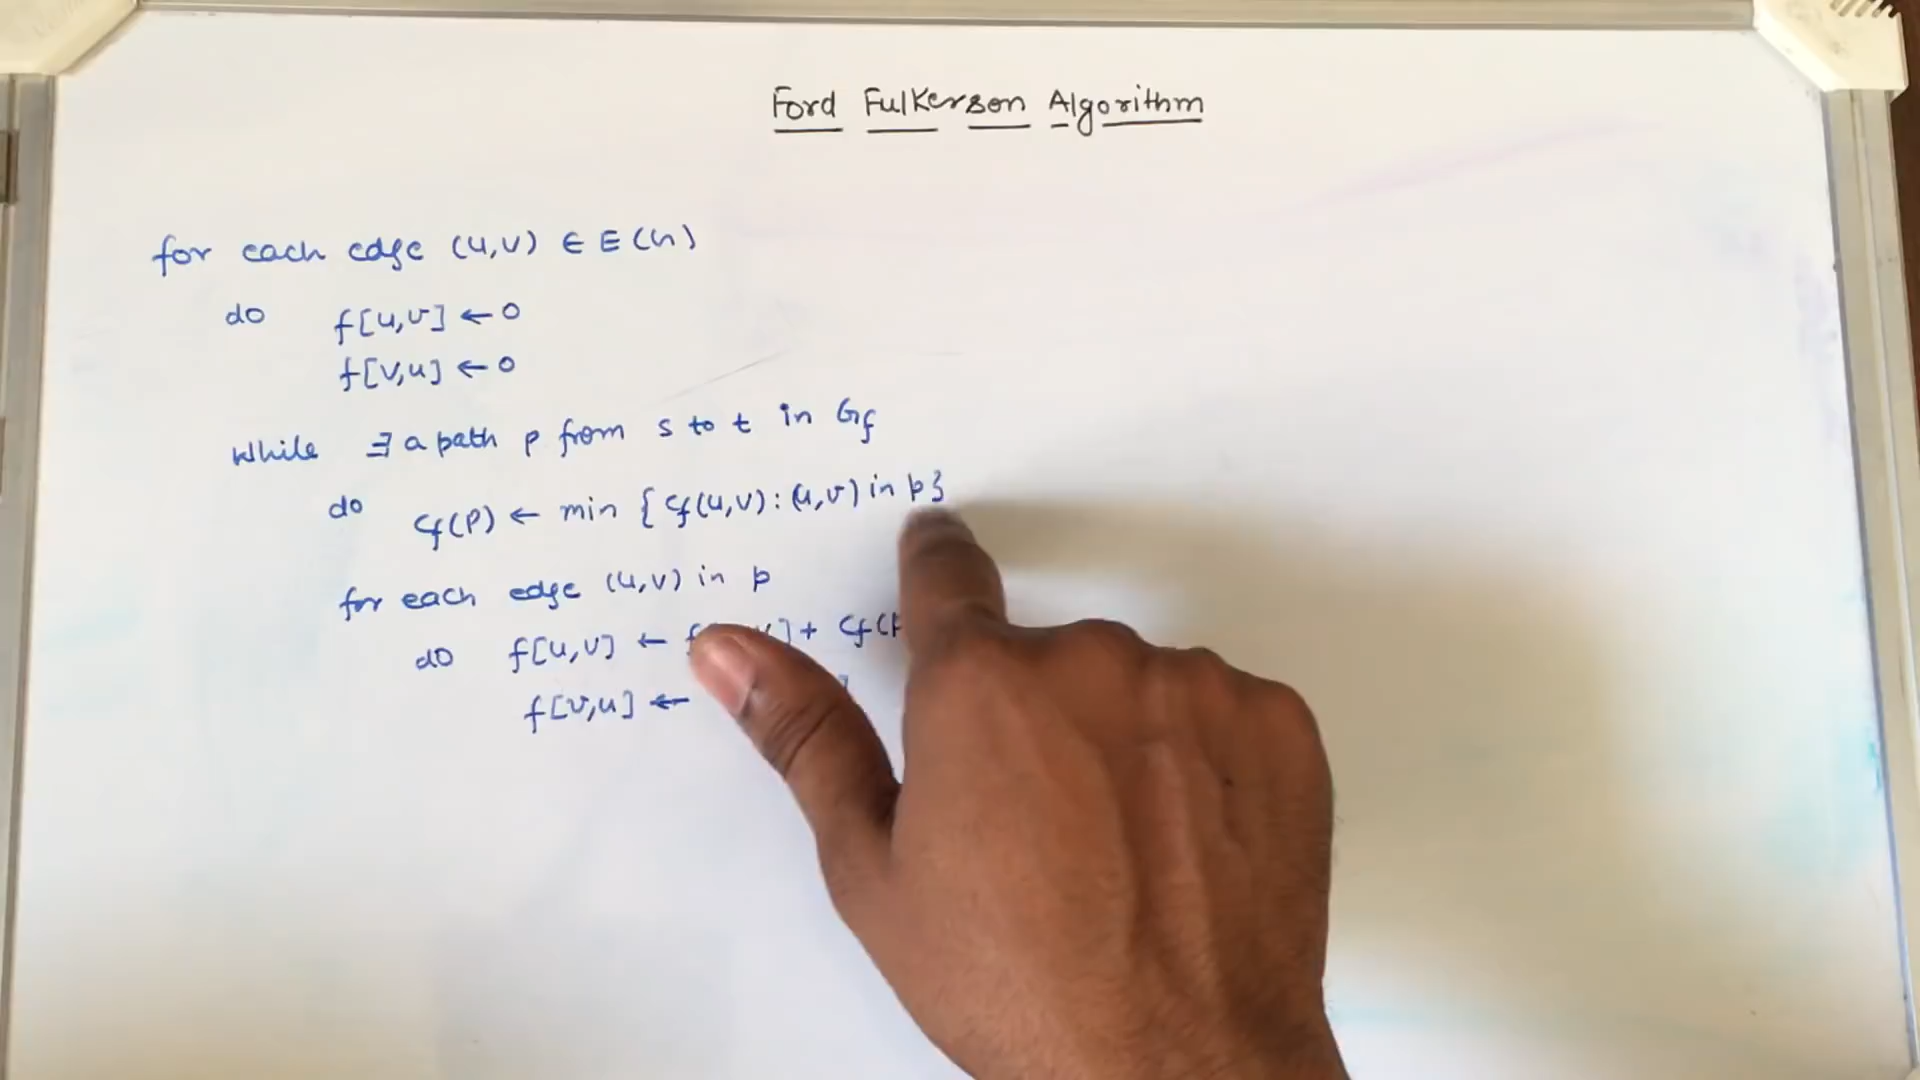 Ford Fulkerson Algorithm
for each edge (u,v) ∈ E(G)
do f[u,v] ← 0
f[v,u] ← 0
While ∃ a path p from s to t in Gf
do cf(p) ← min { cf(u,v) : (u,v) in p }
for each edge (u,v) in p
do f[u,v] ← + cf(p
f[v,u] ←